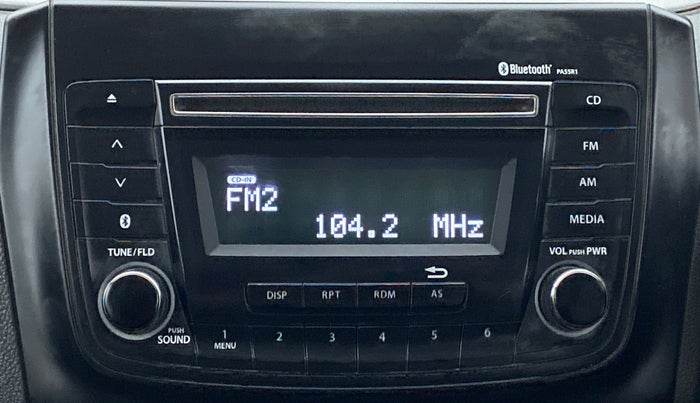 Bluetooth PASSR1
CD
FM
AM
MEDIA
CD-IN
FM2
104.2 MHz
TUNE/FLD
VOL PUSH PWR
DISP RPT RDM AS
PUSH
SOUND
1 2 3 4 5 6
MENU